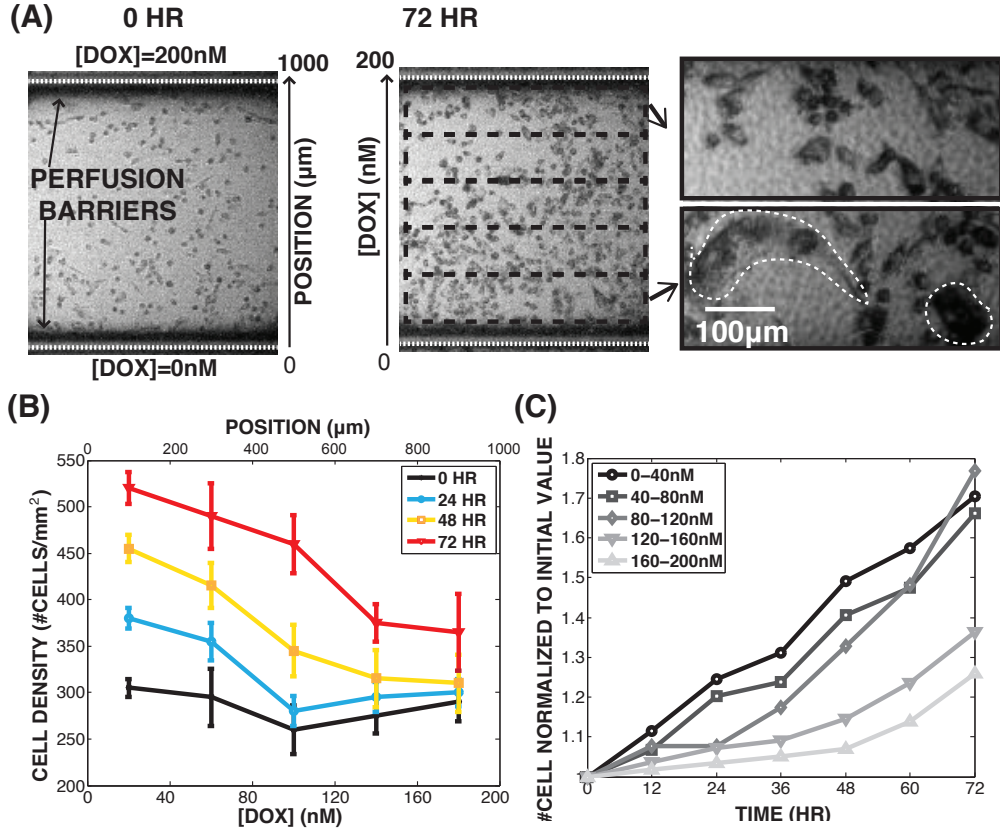 (A)
0 HR
72 HR
[DOX]=200nM
1000
200
PERFUSION
BARRIERS
POSITION (µm)
[DOX] (nM)
0
0
[DOX]=0nM
100µm
(B)
POSITION (µm)
0 200 400 600 800 1000
CELL DENSITY (#CELLS/mm²)
550
500
450
400
350
300
250
200
0 HR
24 HR
48 HR
72 HR
0 40 80 120 160 200
[DOX] (nM)
(C)
#CELL NORMALIZED TO INITIAL VALUE
1.8
1.7
1.6
1.5
1.4
1.3
1.2
1.1
1.0
0–40nM
40–80nM
80–120nM
120–160nM
160–200nM
0 12 24 36 48 60 72
TIME (HR)